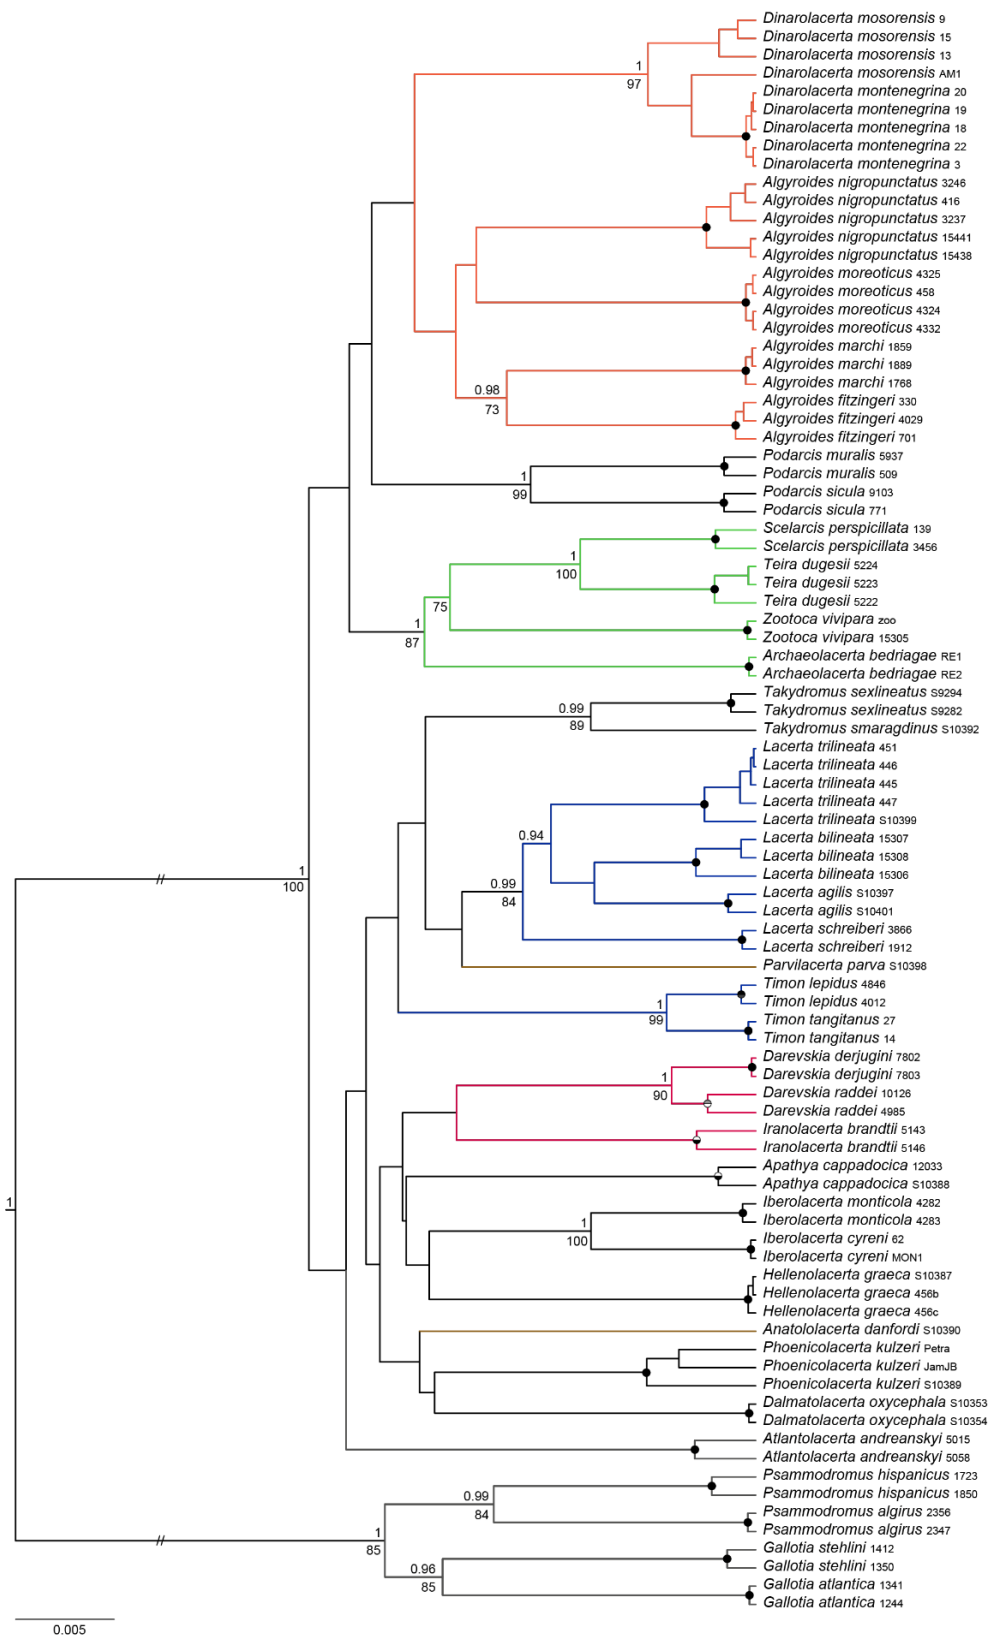 Dinarolacerta mosorensis 9
Dinarolacerta mosorensis 15
Dinarolacerta mosorensis 13
1
Dinarolacerta mosorensis AM1
97
Dinarolacerta montenegrina 20
Dinarolacerta montenegrina 19
Dinarolacerta montenegrina 18
Dinarolacerta montenegrina 22
Dinarolacerta montenegrina 3
Algyroides nigropunctatus 3246
Algyroides nigropunctatus 416
Algyroides nigropunctatus 3237
Algyroides nigropunctatus 15441
Algyroides nigropunctatus 15438
Algyroides moreoticus 4325
Algyroides moreoticus 458
Algyroides moreoticus 4324
Algyroides moreoticus 4332
Algyroides marchi 1859
Algyroides marchi 1889
Algyroides marchi 1768
0.98
73
Algyroides fitzingeri 330
Algyroides fitzingeri 4029
Algyroides fitzingeri 701
Podarcis muralis 5937
Podarcis muralis 509
1
99
Podarcis sicula 9103
Podarcis sicula 771
Scelarcis perspicillata 139
Scelarcis perspicillata 3456
1
100
Teira dugesii 5224
Teira dugesii 5223
Teira dugesii 5222
75
Zootoca vivipara zoo
Zootoca vivipara 15305
1
87
Archaeolacerta bedriagae RE1
Archaeolacerta bedriagae RE2
Takydromus sexlineatus S9294
Takydromus sexlineatus S9282
0.99
89
Takydromus smaragdinus S10392
Lacerta trilineata 451
Lacerta trilineata 446
Lacerta trilineata 445
Lacerta trilineata 447
Lacerta trilineata S10399
0.94
Lacerta bilineata 15307
Lacerta bilineata 15308
Lacerta bilineata 15306
1
100
0.99
84
Lacerta agilis S10397
Lacerta agilis S10401
Lacerta schreiberi 3866
Lacerta schreiberi 1912
Parvilacerta parva S10398
Timon lepidus 4846
Timon lepidus 4012
1
99
Timon tangitanus 27
Timon tangitanus 14
Darevskia derjugini 7802
Darevskia derjugini 7803
1
90
Darevskia raddei 10126
Darevskia raddei 4985
Iranolacerta brandtii 5143
Iranolacerta brandtii 5146
Apathya cappadocica 12033
Apathya cappadocica S10388
1
Iberolacerta monticola 4282
Iberolacerta monticola 4283
1
100
Iberolacerta cyreni 62
Iberolacerta cyreni MON1
Hellenolacerta graeca S10387
Hellenolacerta graeca 456b
Hellenolacerta graeca 456c
Anatololacerta danfordi S10390
Phoenicolacerta kulzeri Petra
Phoenicolacerta kulzeri JamJB
Phoenicolacerta kulzeri S10389
Dalmatolacerta oxycephala S10353
Dalmatolacerta oxycephala S10354
Atlantolacerta andreanskyi 5015
Atlantolacerta andreanskyi 5058
Psammodromus hispanicus 1723
Psammodromus hispanicus 1850
0.99
84
Psammodromus algirus 2356
Psammodromus algirus 2347
1
85
Gallotia stehlini 1412
Gallotia stehlini 1350
0.96
85
Gallotia atlantica 1341
Gallotia atlantica 1244
0.005